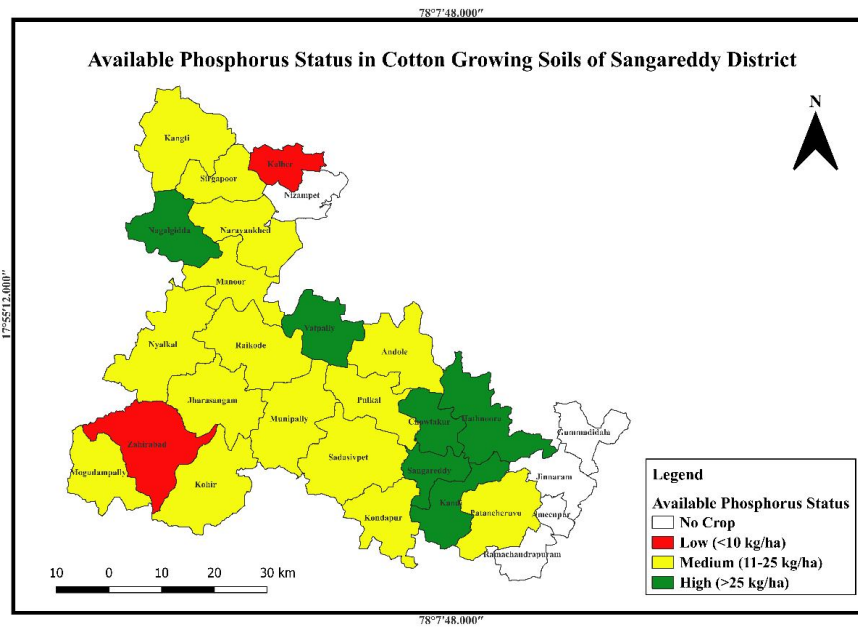 78°7'48.000"
Available Phosphorus Status in Cotton Growing Soils of Sangareddy District
N
Kangti
Kalher
Sirgapoor
Nizampet
Nagalgidda
Narayankhed
Manoor
17°55'12.000"
Vatpally
Nyalkal
Raikode
Andole
Jharasangam
Pulkal
Munipally
Chowtakur
Hathnoora
Gummadidala
Zahirabad
Sadasivpet
Sangareddy
Mogudampally
Jinnaram
Kohir
Kand
Patancheruvu
Ameenpur
Kondapur
Ramachandrapuram
Legend
Available Phosphorus Status
No Crop
Low (<10 kg/ha)
Medium (11-25 kg/ha)
High (>25 kg/ha)
10 0 10 20 30 km
78°7'48.000"